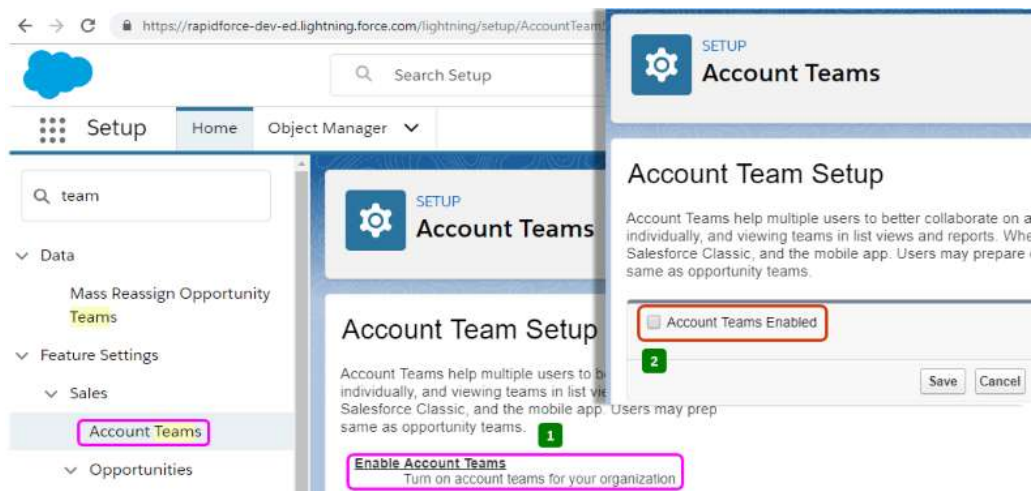 https://rapidforce-dev-ed.lightning.force.com/lightning/setup/AccountTeam
Search Setup
Setup
Home
Object Manager
team
Data
Mass Reassign Opportunity
Teams
Feature Settings
Sales
Account Teams
Opportunities
SETUP
Account Teams
Account Team Setup
Account Teams help multiple users to
individually, and viewing teams in list
Salesforce Classic, and the mobile app. Users may prep
same as opportunity teams.
1
Enable Account Teams
Turn on account teams for your organization
SETUP
Account Teams
Account Team Setup
Account Teams help multiple users to better collaborate on a
individually, and viewing teams in list views and reports. Whe
Salesforce Classic, and the mobile app. Users may prepare
same as opportunity teams.
Account Teams Enabled
2
Save
Cancel